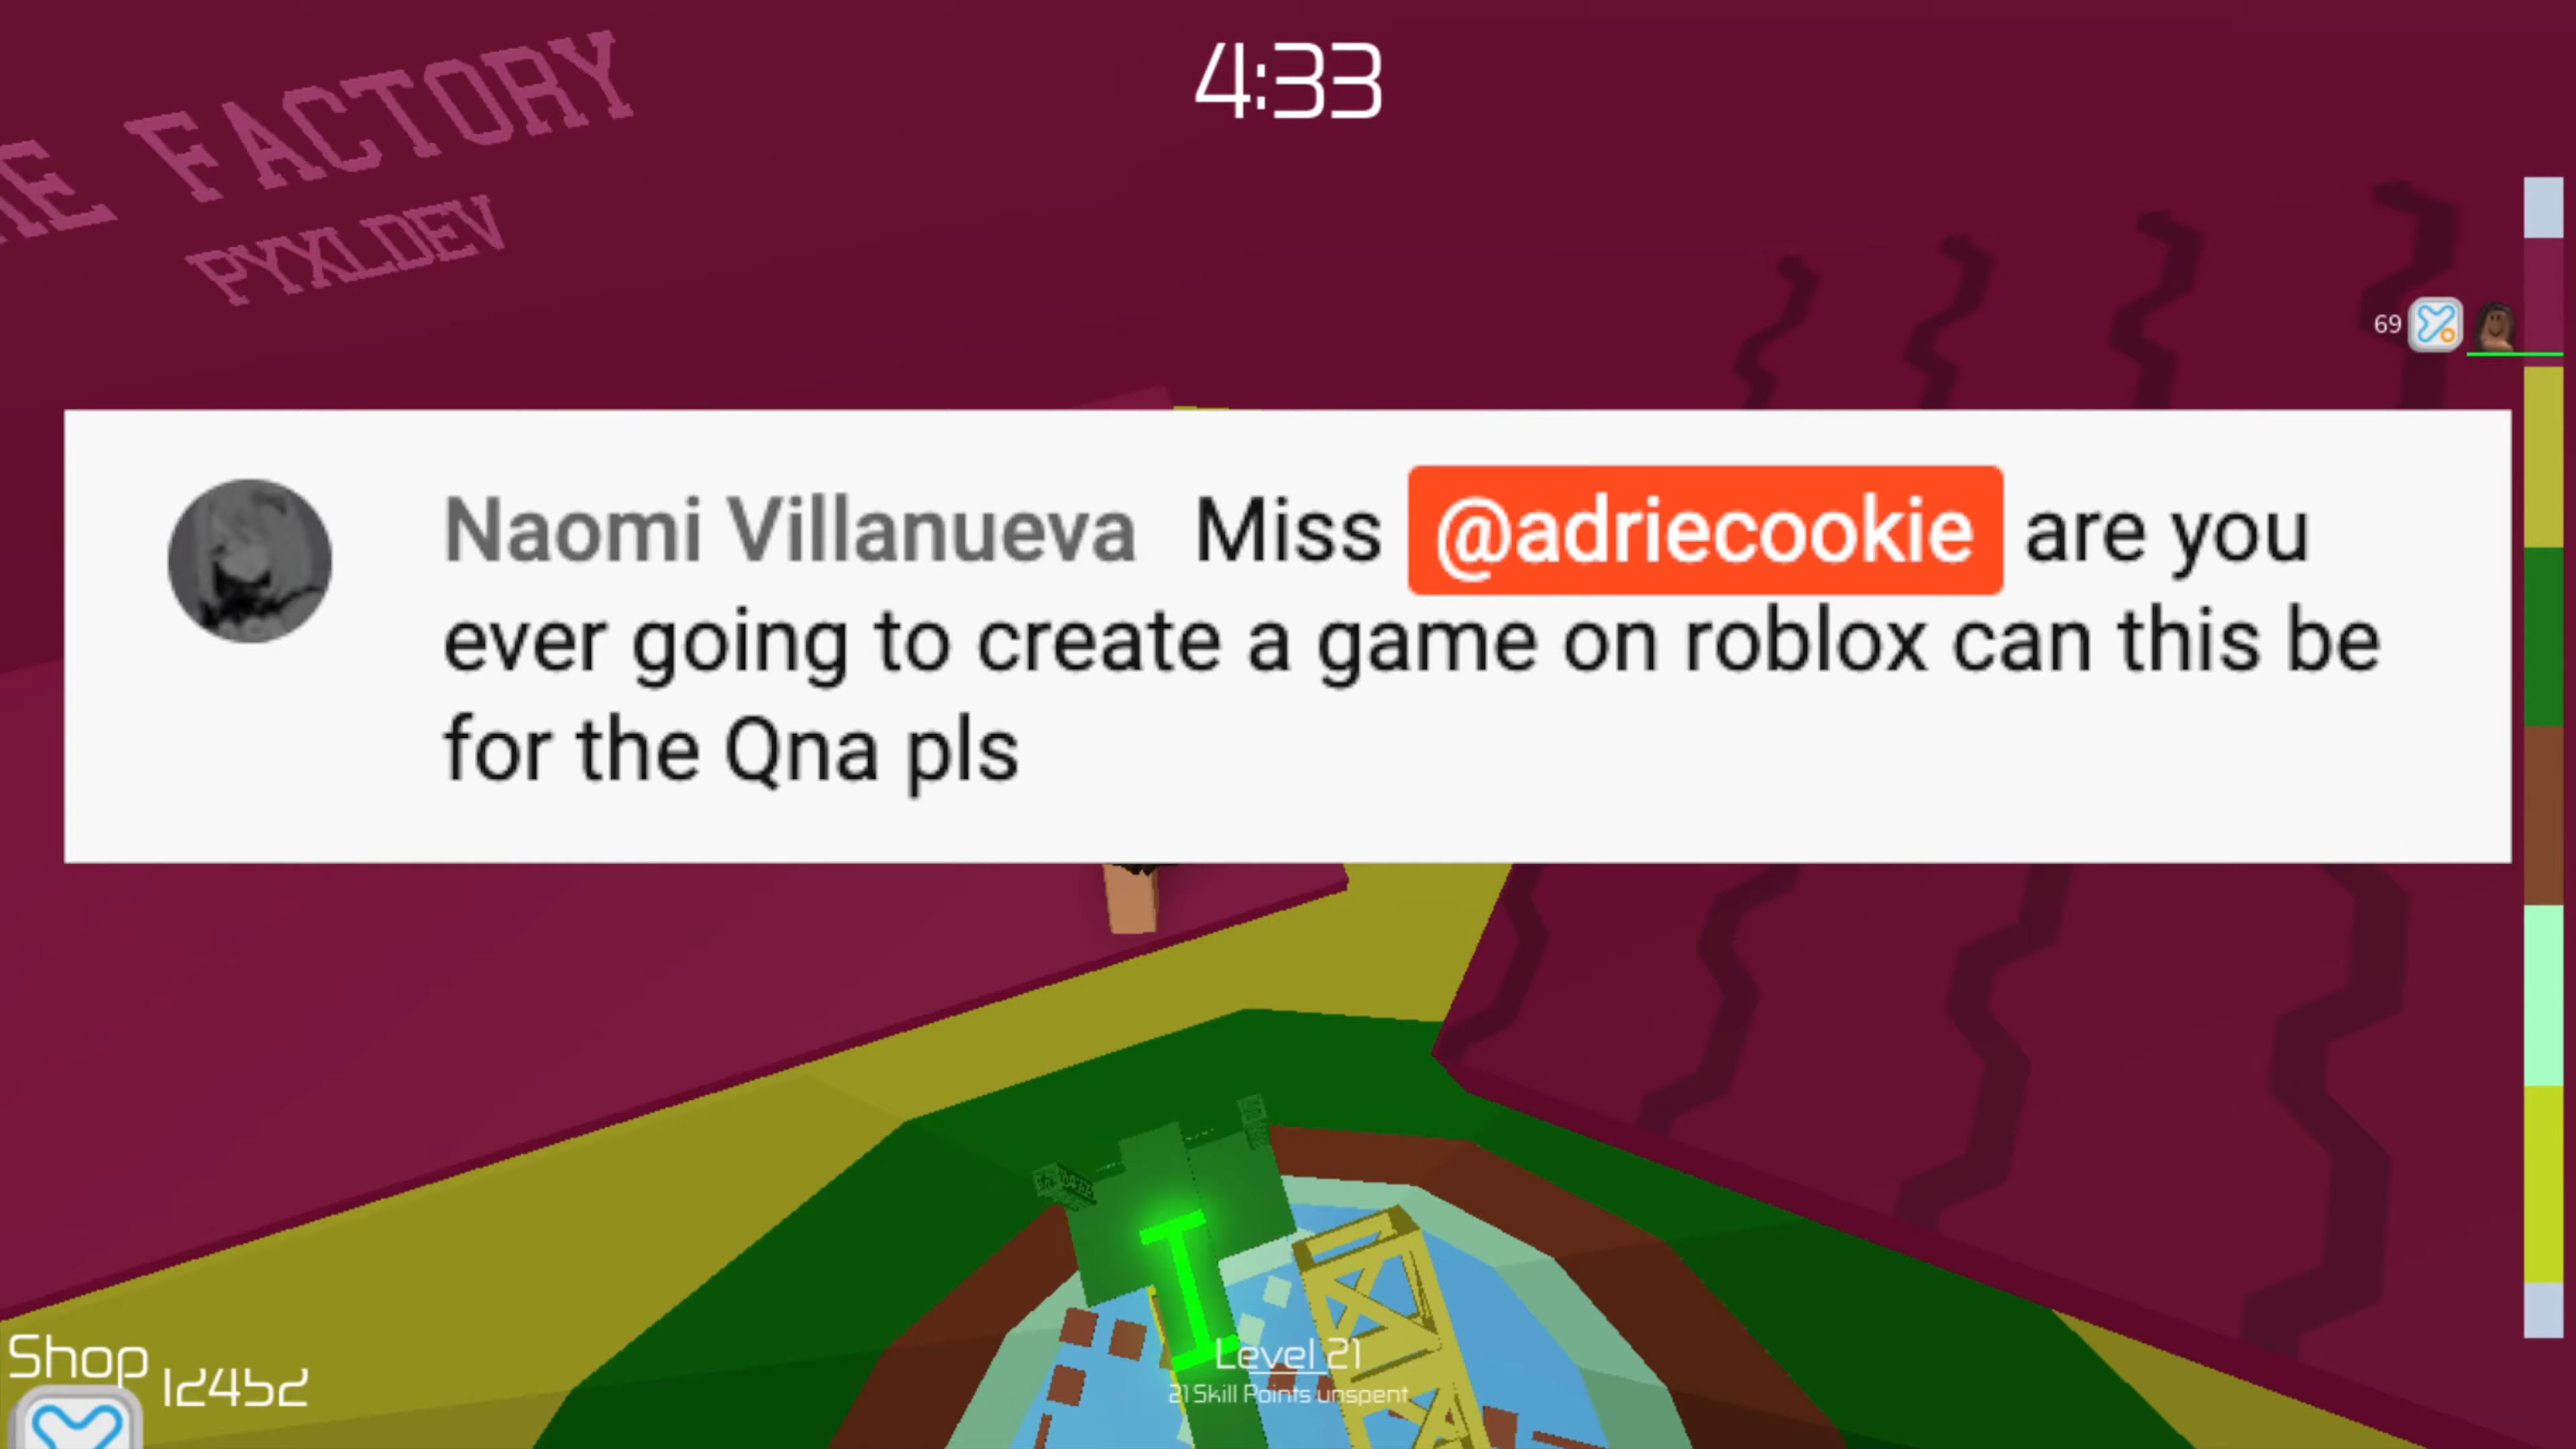 4:33
FACTORY
PYXLDEV
69
Naomi Villanueva Miss @adriecookie are you
ever going to create a game on roblox can this be
for the Qna pls
Shop
12452
Level 21
21 Skill Points unspent